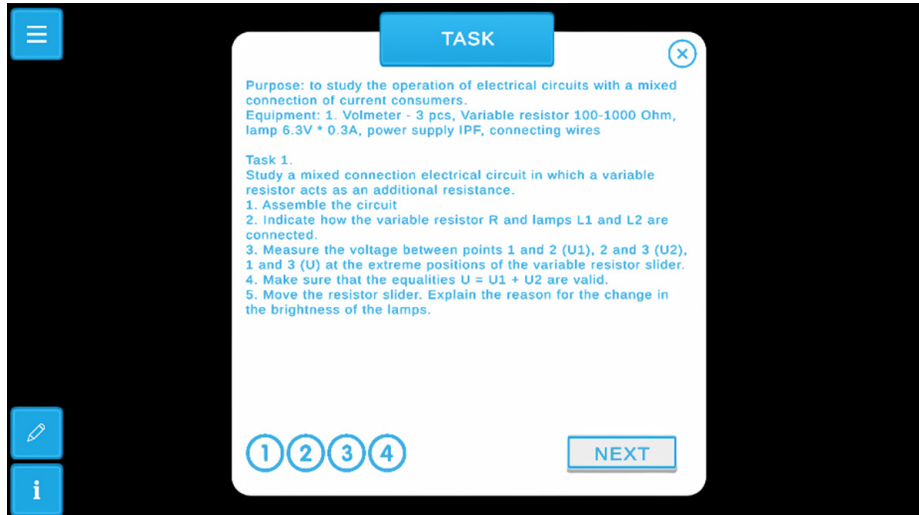 TASK
Purpose: to study the operation of electrical circuits with a mixed
connection of current consumers.
Equipment: 1. Volmeter - 3 pcs, Variable resistor 100-1000 Ohm,
lamp 6.3V * 0.3A, power supply IPF, connecting wires
Task 1.
Study a mixed connection electrical circuit in which a variable
resistor acts as an additional resistance.
1. Assemble the circuit
2. Indicate how the variable resistor R and lamps L1 and L2 are
connected.
3. Measure the voltage between points 1 and 2 (U1), 2 and 3 (U2),
1 and 3 (U) at the extreme positions of the variable resistor slider.
4. Make sure that the equalities U = U1 + U2 are valid.
5. Move the resistor slider. Explain the reason for the change in
the brightness of the lamps.
1 2 3 4
NEXT
i